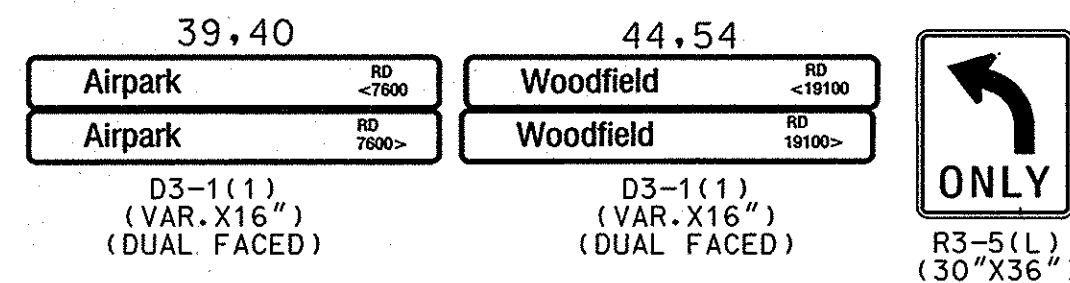 39,40
Airpark RD <7600
Airpark RD 7600>
D3-1(1)
(VAR.X16")
(DUAL FACED)
44,54
Woodfield RD <19100
Woodfield RD 19100>
D3-1(1)
(VAR.X16")
(DUAL FACED)
ONLY
R3-5(L)
(30"X36")